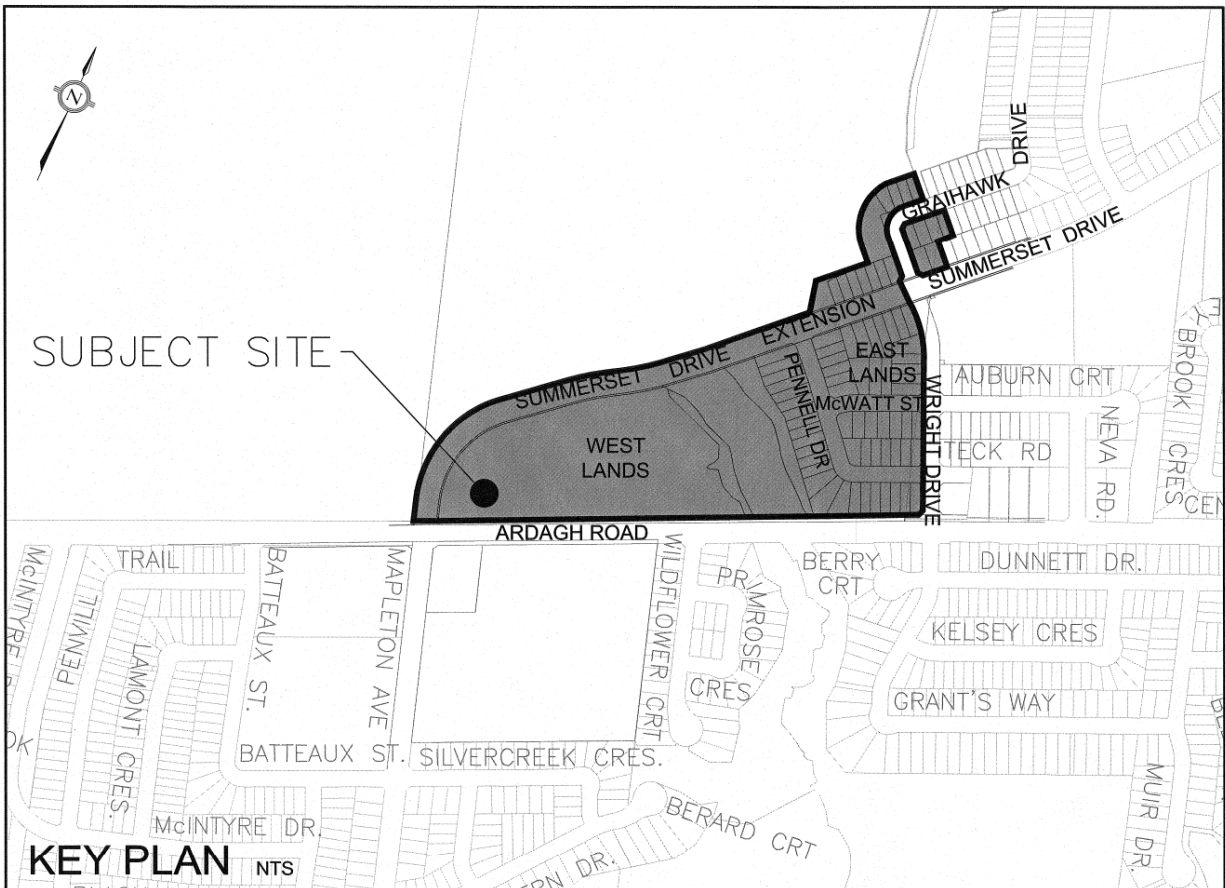 N
DRIVE
GRAIHAWK
SUMMERSET DRIVE
SUBJECT SITE
SUMMERSET DRIVE EXTENSION
EAST
LANDS
PENNELL DR
McWATT ST
WRIGHT DRIVE
AUBURN CRT
TECK RD
NEVA RD.
BROOK CRES
WEST
LANDS
ARDAGH ROAD
McINTYRE
TRAIL
PENVILL
LAMONT CRES.
BATTEAUX ST.
MAPLETON AVE
WILDFLOWER CRT
PRIMROSE
CRES
BERRY
CRT
DUNNETT DR.
KELSEY CRES
GRANT'S WAY
MUIR DR.
BATTEAUX ST.
SILVERCREEK CRES.
McINTYRE DR.
BERARD CRT
DR.
KEY PLAN NTS